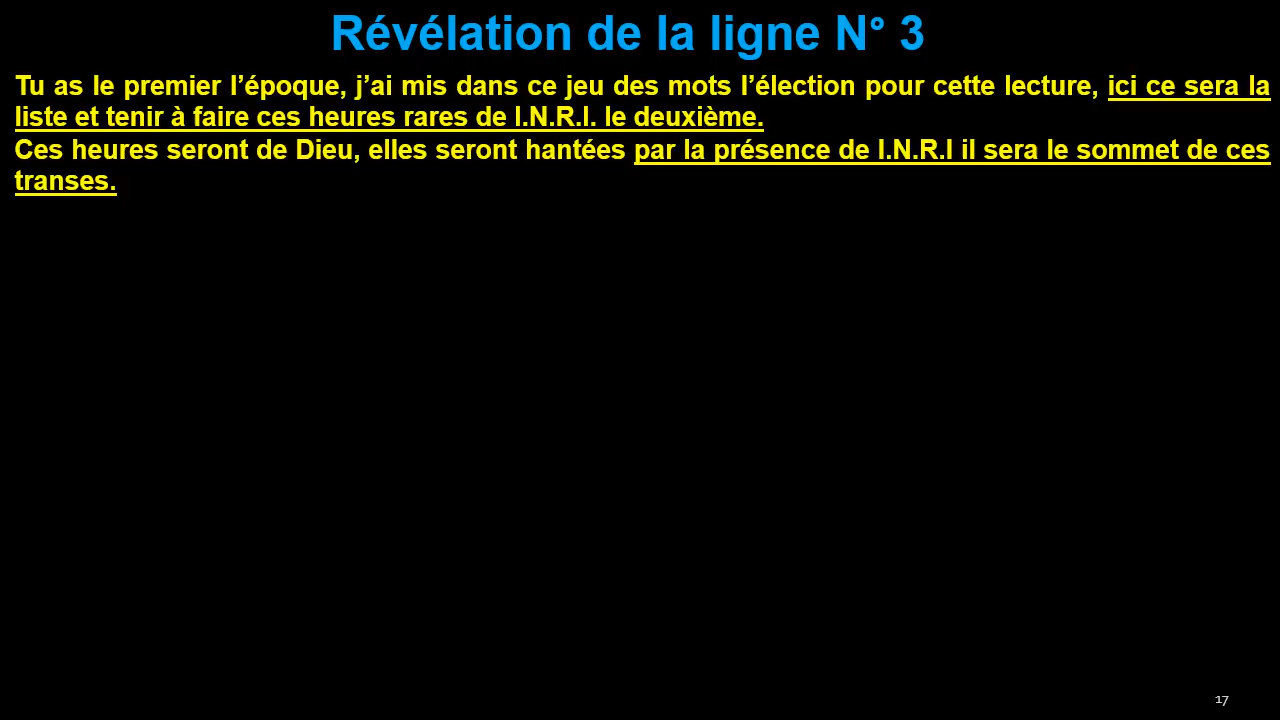 Révélation de la ligne N° 3
Tu as le premier l’époque, j’ai mis dans ce jeu des mots l’élection pour cette lecture, ici ce sera la
liste et tenir à faire ces heures rares de I.N.R.I. le deuxième.
Ces heures seront de Dieu, elles seront hantées par la présence de I.N.R.I il sera le sommet de ces
transes.
17